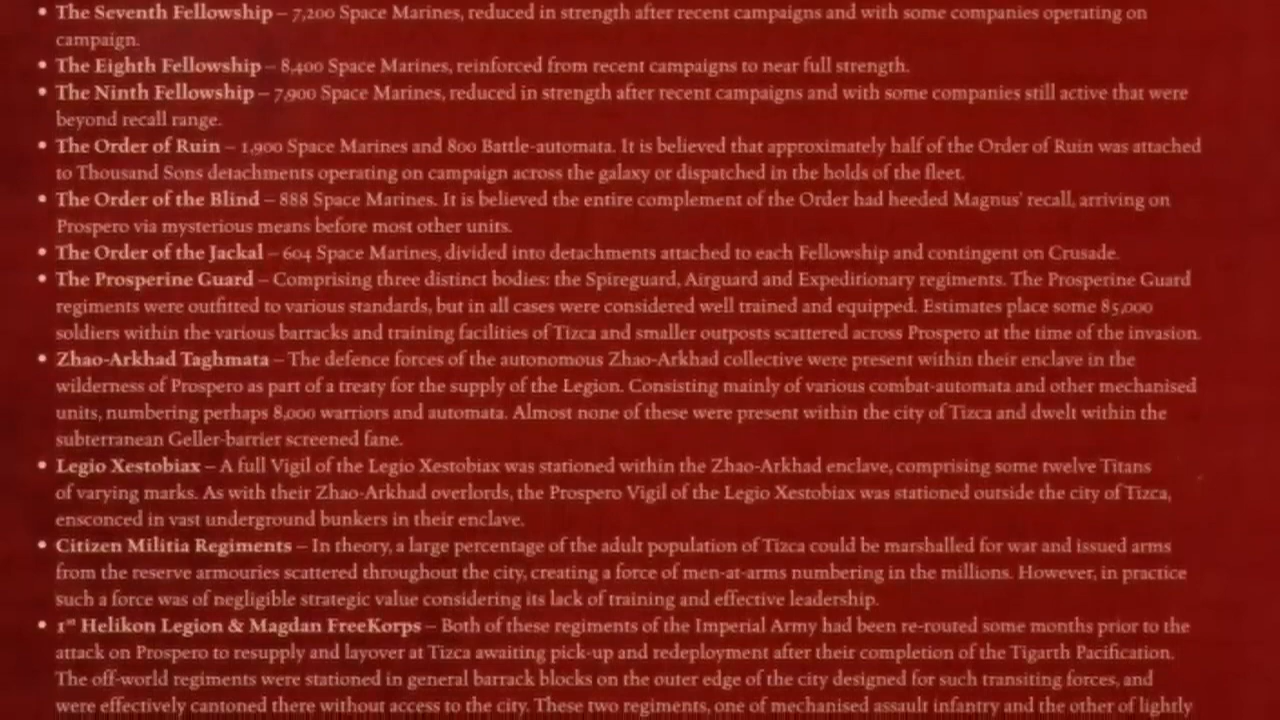 • The Seventh Fellowship – 7,200 Space Marines, reduced in strength after recent campaigns and with some companies operating on
campaign.
• The Eighth Fellowship – 8,400 Space Marines, reinforced from recent campaigns to near full strength.
• The Ninth Fellowship – 7,900 Space Marines, reduced in strength after recent campaigns and with some companies still active that were
beyond recall range.
• The Order of Ruin – 1,900 Space Marines and 800 Battle-automata. It is believed that approximately half of the Order of Ruin was attached
to Thousand Sons detachments operating on campaign across the galaxy or dispatched in the holds of the fleet.
• The Order of the Blind – 888 Space Marines. It is believed the entire complement of the Order had heeded Magnus' recall, arriving on
Prospero via mysterious means before most other units.
• The Order of the Jackal – 604 Space Marines, divided into detachments attached to each Fellowship and contingent on Crusade.
• The Prosperine Guard – Comprising three distinct bodies: the Spireguard, Airguard and Expeditionary regiments. The Prosperine Guard
regiments were outfitted to various standards, but in all cases were considered well trained and equipped. Estimates place some 85,000
soldiers within the various barracks and training facilities of Tizca and smaller outposts scattered across Prospero at the time of the invasion.
• Zhao-Arkhad Taghmata – The defence forces of the autonomous Zhao-Arkhad collective were present within their enclave in the
wilderness of Prospero as part of a treaty for the supply of the Legion. Consisting mainly of various combat-automata and other mechanised
units, numbering perhaps 8,000 warriors and automata. Almost none of these were present within the city of Tizca and dwelt within the
subterranean Geller-barrier screened fane.
• Legio Xestobiax – A full Vigil of the Legio Xestobiax was stationed within the Zhao-Arkhad enclave, comprising some twelve Titans
of varying marks. As with their Zhao-Arkhad overlords, the Prospero Vigil of the Legio Xestobiax was stationed outside the city of Tizca,
ensconced in vast underground bunkers in their enclave.
• Citizen Militia Regiments – In theory, a large percentage of the adult population of Tizca could be marshalled for war and issued arms
from the reserve armouries scattered throughout the city, creating a force of men-at-arms numbering in the millions. However, in practice
such a force was of negligible strategic value considering its lack of training and effective leadership.
• 1st Helikon Legion & Magdan FreeKorps – Both of these regiments of the Imperial Army had been re-routed some months prior to the
attack on Prospero to resupply and layover at Tizca awaiting pick-up and redeployment after their completion of the Tigarth Pacification.
The off-world regiments were stationed in general barrack blocks on the outer edge of the city designed for such transiting forces, and
were effectively cantoned there without access to the city. These two regiments, one of mechanised assault infantry and the other of lightly